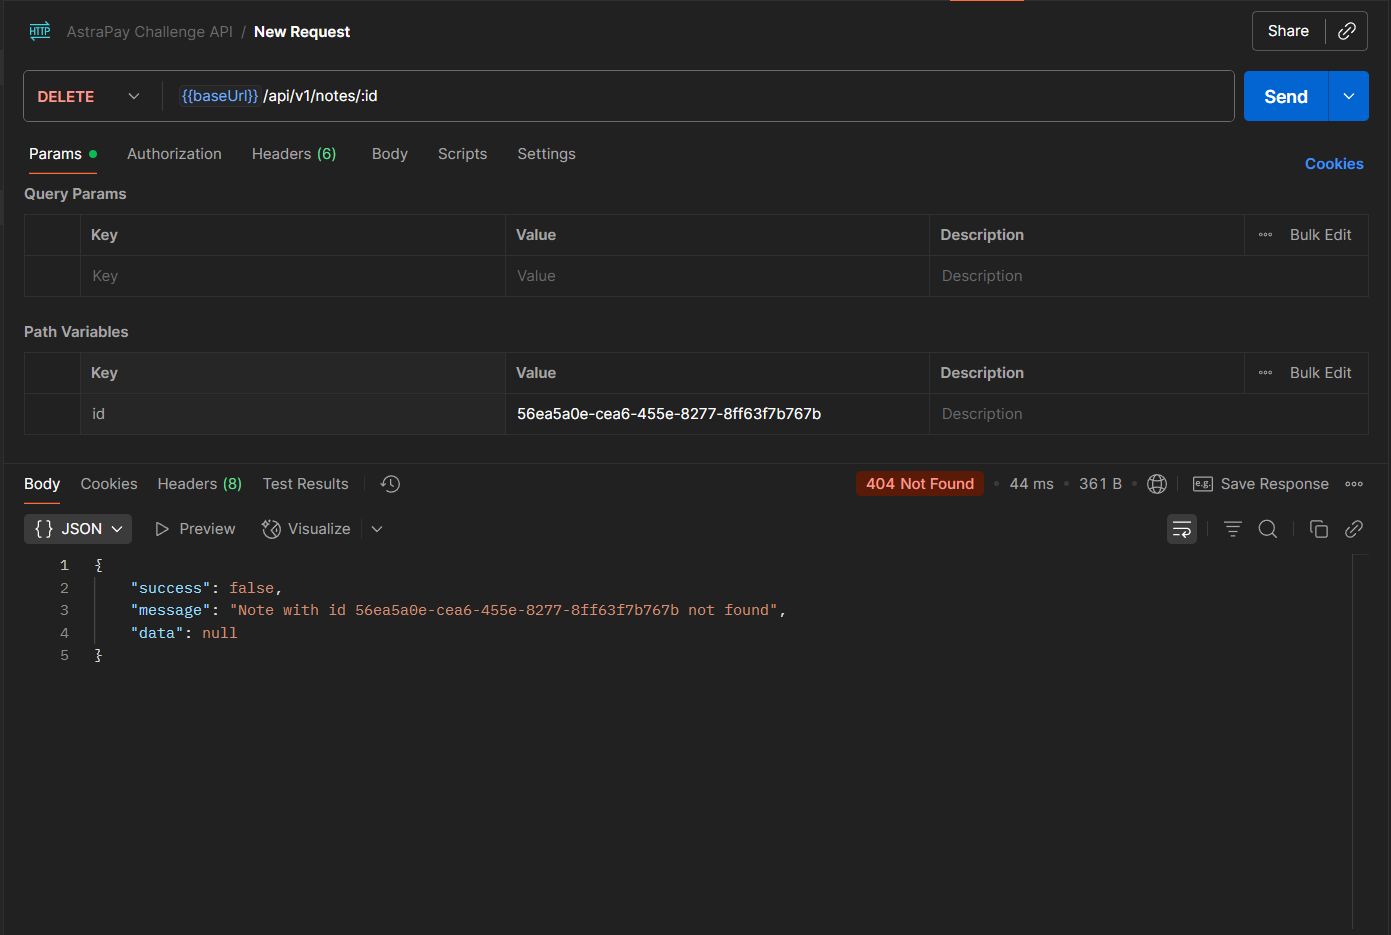 HTTP AstraPay Challenge API / New Request
Share
DELETE {{baseUrl}} /api/v1/notes/:id
Send
Params Authorization Headers (6) Body Scripts Settings
Cookies
Query Params
Key Value Description Bulk Edit
Key Value Description
Path Variables
Key Value Description Bulk Edit
id 56ea5a0e-cea6-455e-8277-8ff63f7b767b Description
Body Cookies Headers (8) Test Results 404 Not Found • 44 ms • 361 B • e.g. Save Response
{} JSON Preview Visualize
1 {
2 "success": false,
3 "message": "Note with id 56ea5a0e-cea6-455e-8277-8ff63f7b767b not found",
4 "data": null
5 }